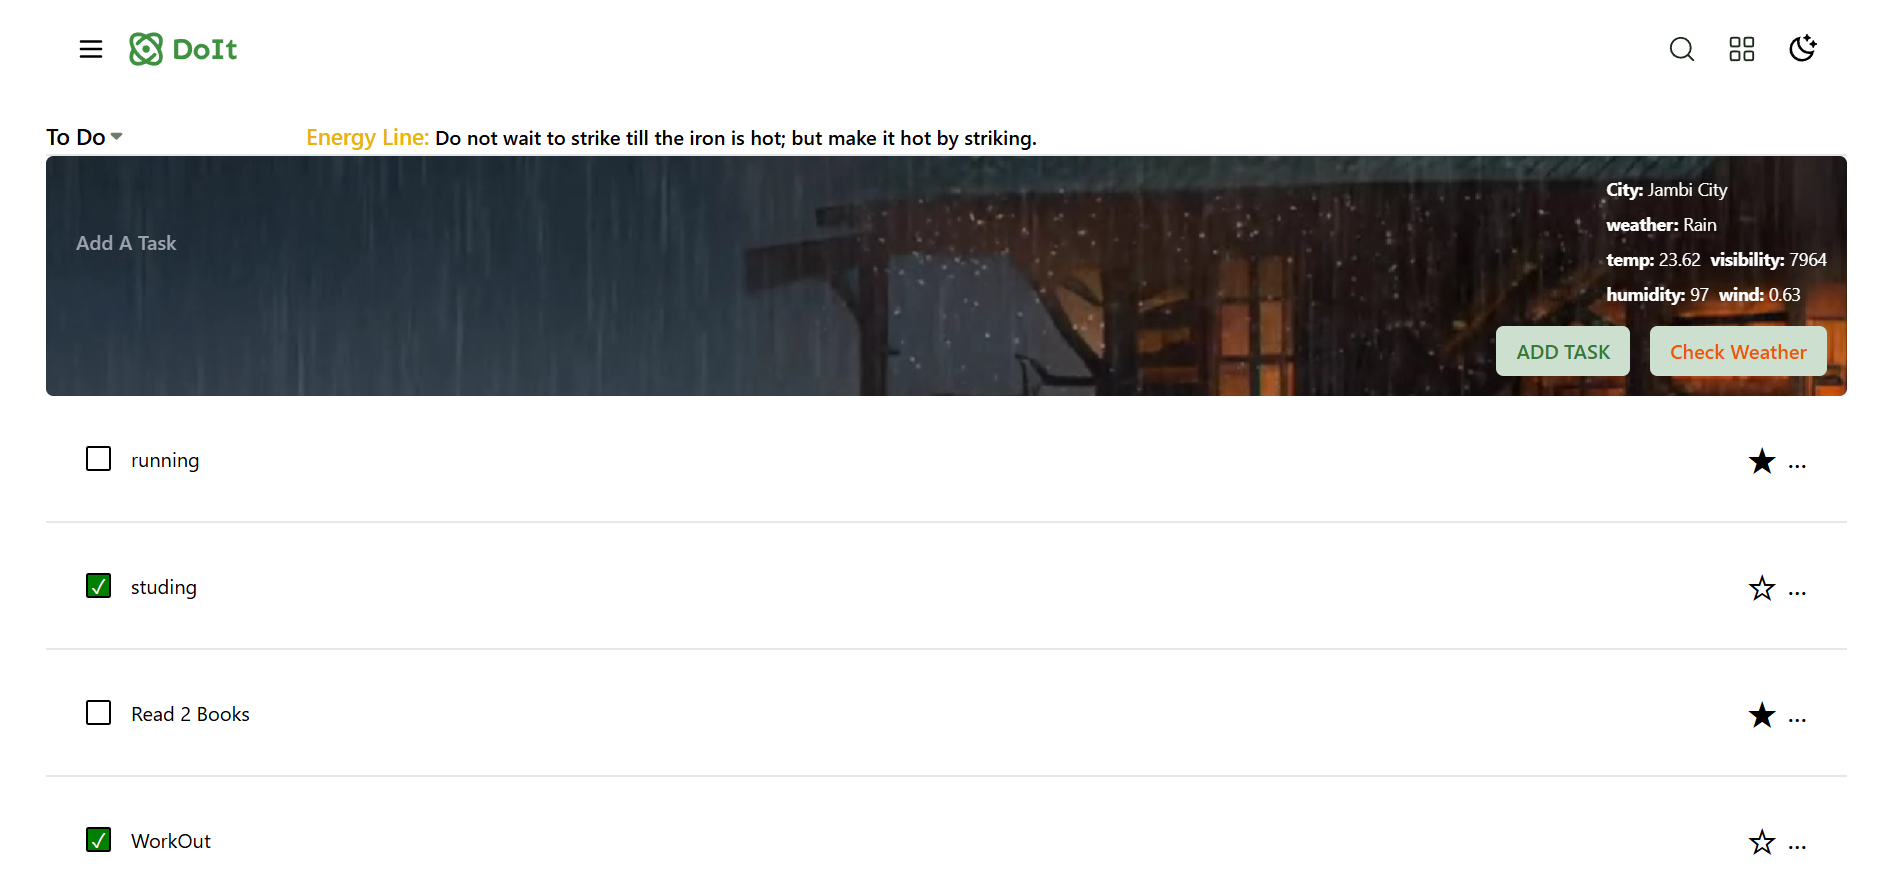 DoIt
To Do
Energy Line: Do not wait to strike till the iron is hot; but make it hot by striking.
Add A Task
City: Jambi City
weather: Rain
temp: 23.62 visibility: 7964
humidity: 97 wind: 0.63
ADD TASK
Check Weather
running
...
studing
...
Read 2 Books
...
WorkOut
...